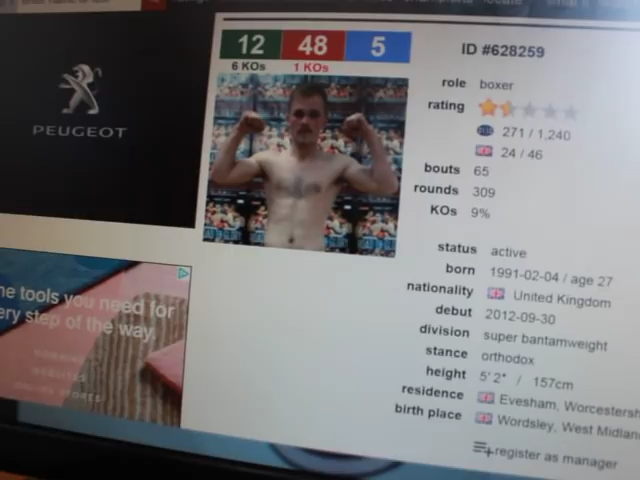 12 48 5
6 KOs 1 KOs
ID #628259
PEUGEOT
role boxer
rating
271 / 1,240
24 / 46
bouts 65
rounds 309
KOs 9%
status active
born 1991-02-04 / age 27
nationality United Kingdom
debut 2012-09-30
division super bantamweight
stance orthodox
height 5' 2" / 157cm
residence Evesham, Worcestersh
birth place Wordsley, West Midlan
register as manager
he tools you need for
ery step of the way.